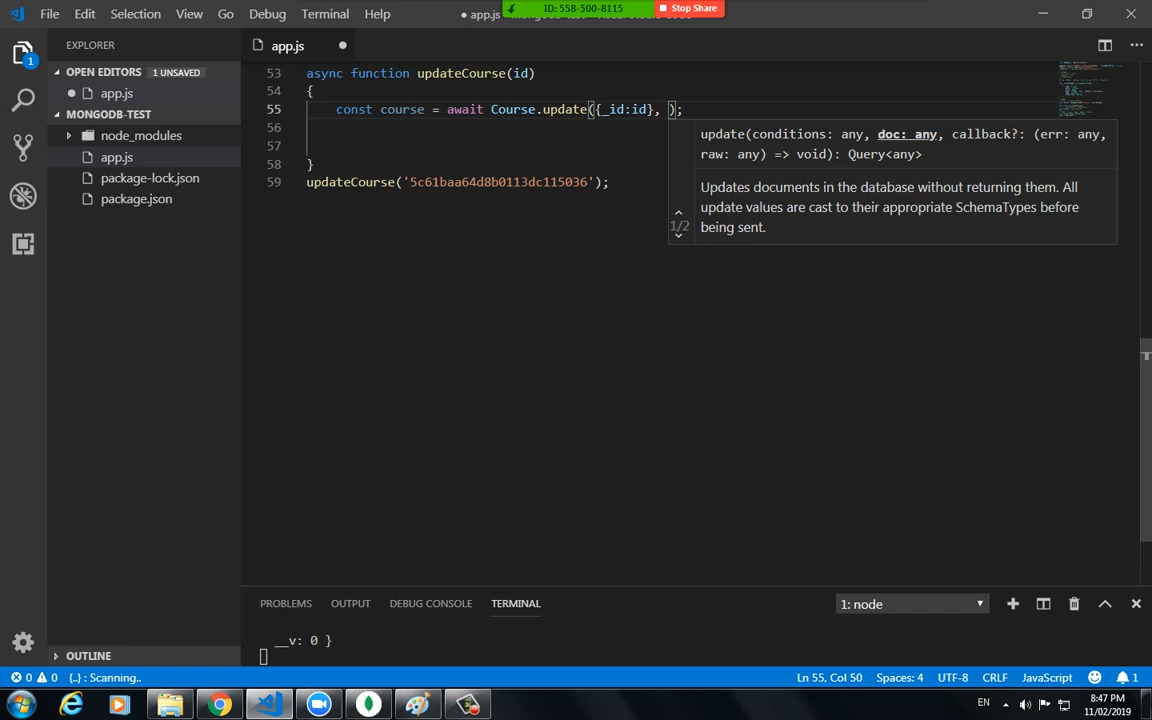 File Edit Selection View Go Debug Terminal Help
● app.js
ID: 558-500-8115
Stop Share
EXPLORER
OPEN EDITORS 1 UNSAVED
● app.js
MONGODB-TEST
node_modules
app.js
package-lock.json
package.json
OUTLINE
1
app.js ●
53 async function updateCourse(id)
54 {
55 const course = await Course.update({_id:id}, );
56
57
58 }
59 updateCourse('5c61baa64d8b0113dc115036');
update(conditions: any, doc: any, callback?: (err: any,
raw: any) => void): Query<any>
Updates documents in the database without returning them. All
update values are cast to their appropriate SchemaTypes before
being sent.
1/2
PROBLEMS OUTPUT DEBUG CONSOLE TERMINAL
1: node
__v: 0 }
0 0 {..} : Scanning..
Ln 55, Col 50 Spaces: 4 UTF-8 CRLF JavaScript 1
EN
8:47 PM
11/02/2019